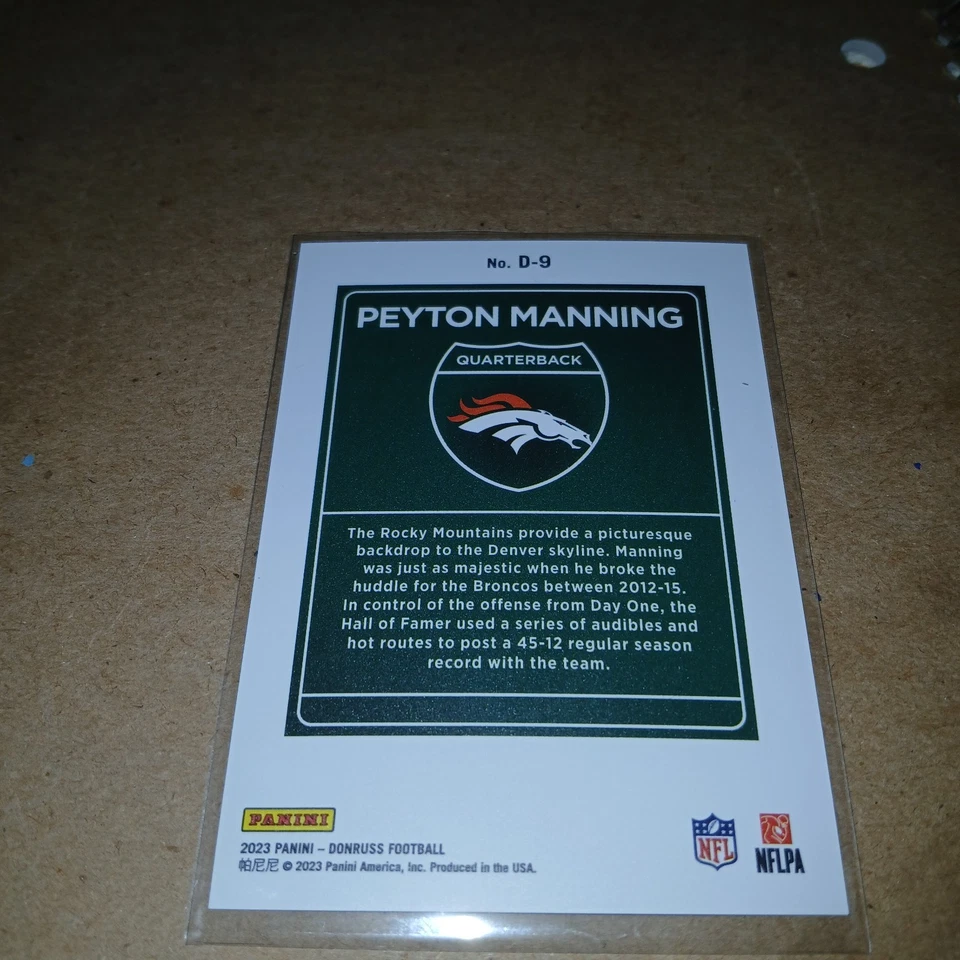 No. D-9
PEYTON MANNING
QUARTERBACK
The Rocky Mountains provide a picturesque
backdrop to the Denver skyline. Manning
was just as majestic when he broke the
huddle for the Broncos between 2012-15.
In control of the offense from Day One, the
Hall of Famer used a series of audibles and
hot routes to post a 45-12 regular season
record with the team.
PANINI
2023 PANINI – DONRUSS FOOTBALL
帕尼尼 © 2023 Panini America, Inc. Produced in the USA.
NFL
NFLPA